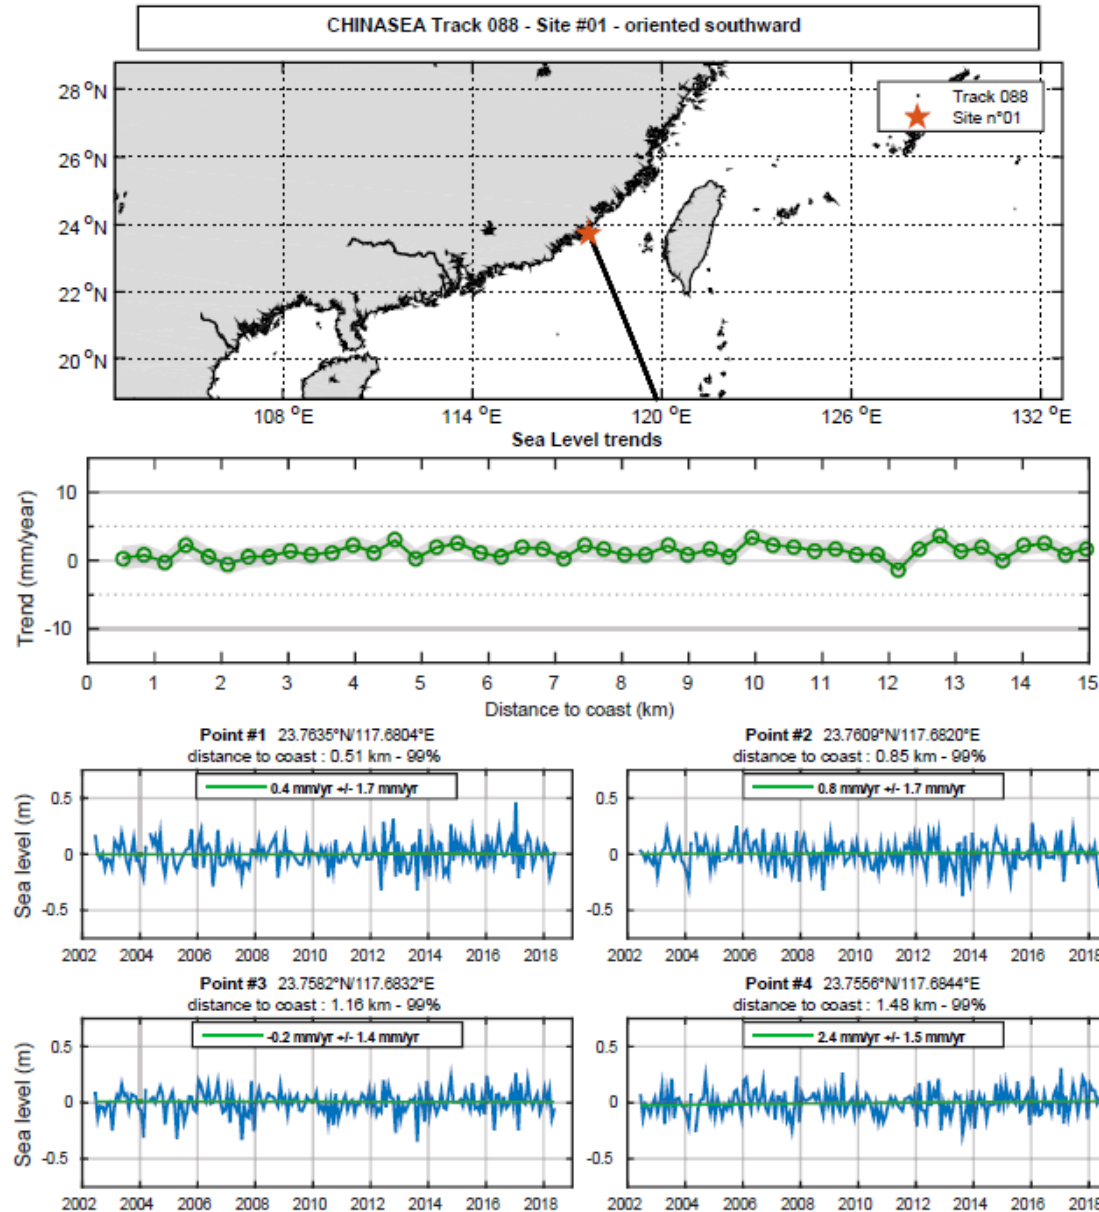 CHINASEA Track 088 - Site #01 - oriented southward
28 °N
26 °N
24 °N
22 °N
20 °N
Track 088
Site n°01
108 °E
114 °E
120 °E
126 °E
132 °E
Sea Level trends
Trend (mm/year)
10
0
-10
0
1
2
3
4
5
6
7
8
9
10
11
12
13
14
15
Distance to coast (km)
Point #1 23.7635°N/117.6804°E
distance to coast : 0.51 km - 99%
Sea level (m)
0.5
0
-0.5
0.4 mm/yr +/- 1.7 mm/yr
2002 2004 2006 2008 2010 2012 2014 2016 2018
Point #2 23.7609°N/117.6820°E
distance to coast : 0.85 km - 99%
0.5
0
-0.5
0.8 mm/yr +/- 1.7 mm/yr
2002 2004 2006 2008 2010 2012 2014 2016 2018
Point #3 23.7582°N/117.6832°E
distance to coast : 1.16 km - 99%
Sea level (m)
0.5
0
-0.5
-0.2 mm/yr +/- 1.4 mm/yr
2002 2004 2006 2008 2010 2012 2014 2016 2018
Point #4 23.7556°N/117.6844°E
distance to coast : 1.48 km - 99%
0.5
0
-0.5
2.4 mm/yr +/- 1.5 mm/yr
2002 2004 2006 2008 2010 2012 2014 2016 2018